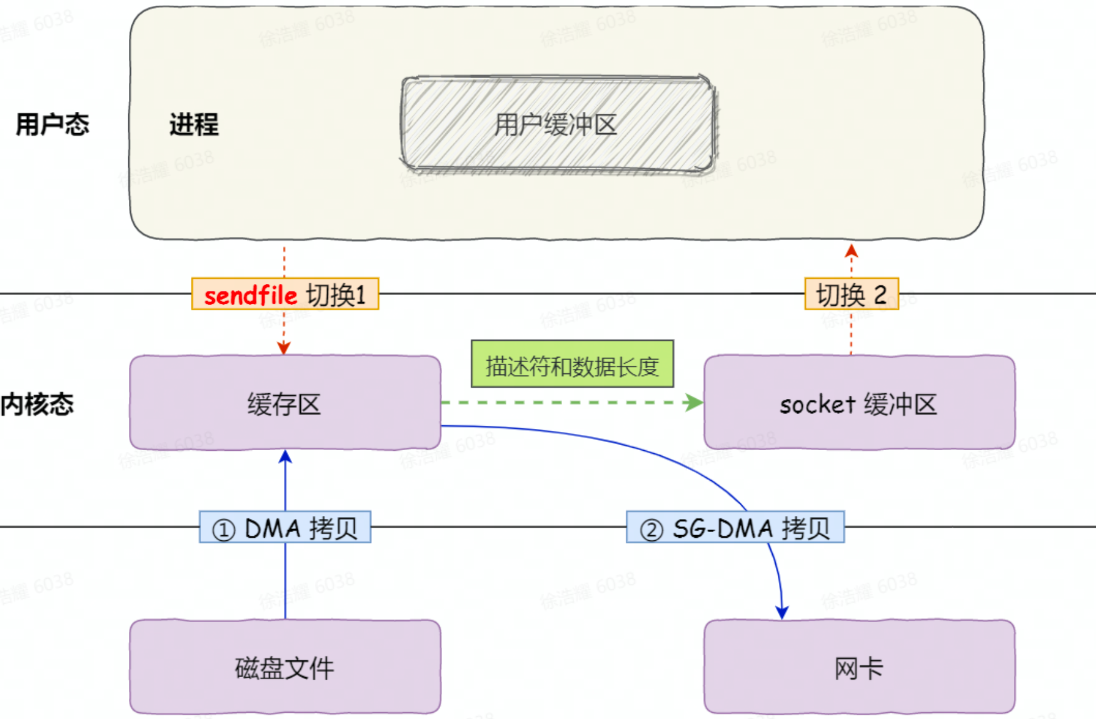 徐浩耀 6038
用户态
进程
用户缓冲区
sendfile 切换1
切换 2
描述符和数据长度
内核态
缓存区
socket 缓冲区
① DMA 拷贝
② SG-DMA 拷贝
磁盘文件
网卡